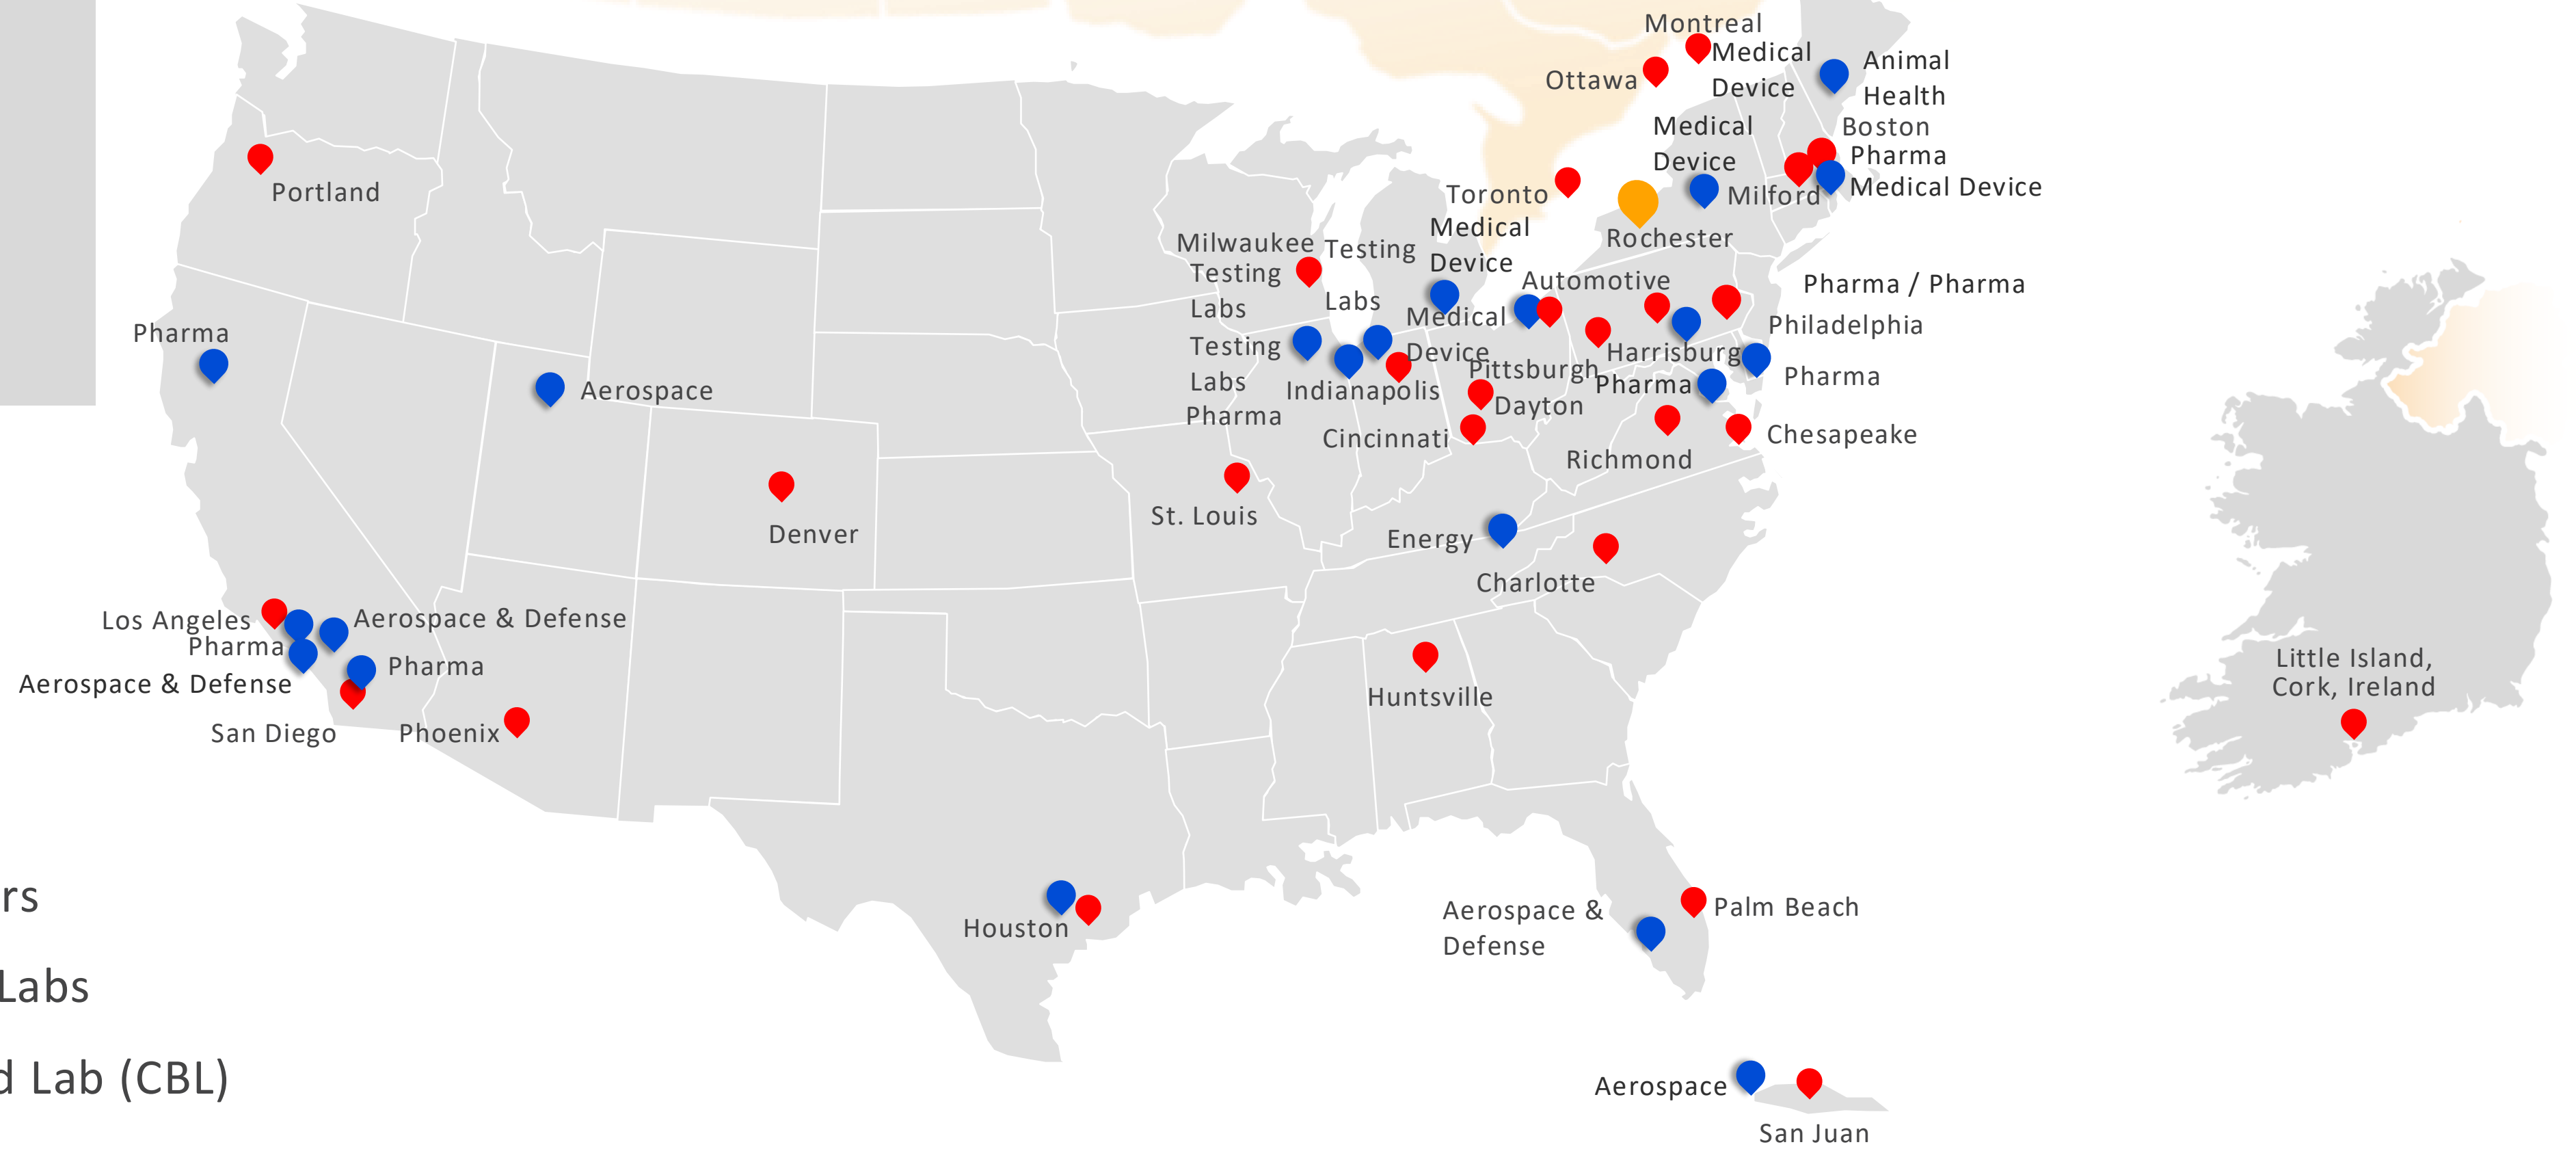 Montreal
Medical
Device
Ottawa
Animal
Health
Medical
Device
Boston
Pharma
Medical Device
Portland
Toronto
Milford
Medical
Device
Rochester
Milwaukee
Testing
Labs
Testing
Labs
Automotive
Pharma / Pharma
Philadelphia
Pharma
Medical
Device
Harrisburg
Testing
Labs
Pharma
Indianapolis
Pittsburgh
Pharma
Pharma
Aerospace
Dayton
Cincinnati
Chesapeake
Richmond
St. Louis
Denver
Energy
Charlotte
Los Angeles
Aerospace & Defense
Pharma
Pharma
Aerospace & Defense
San Diego
Phoenix
Huntsville
Little Island,
Cork, Ireland
rs
Labs
d Lab (CBL)
Houston
Aerospace &
Defense
Palm Beach
Aerospace
San Juan